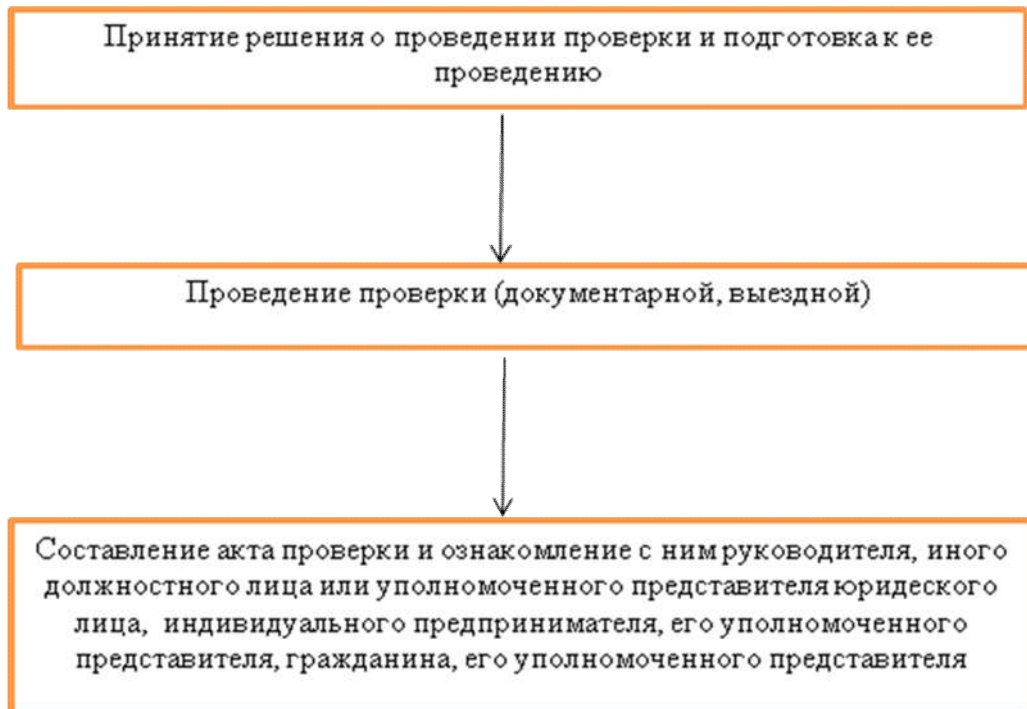 Принятие решения о проведении проверки и подготовка к ее
проведению
Проведение проверки (документарной, выездной)
Составление акта проверки и ознакомление с ним руководителя, иного
должностного лица или уполномоченного представителя юридеского
лица, индивидуального предпринимателя, его уполномоченного
представителя, гражданина, его уполномоченного представителя